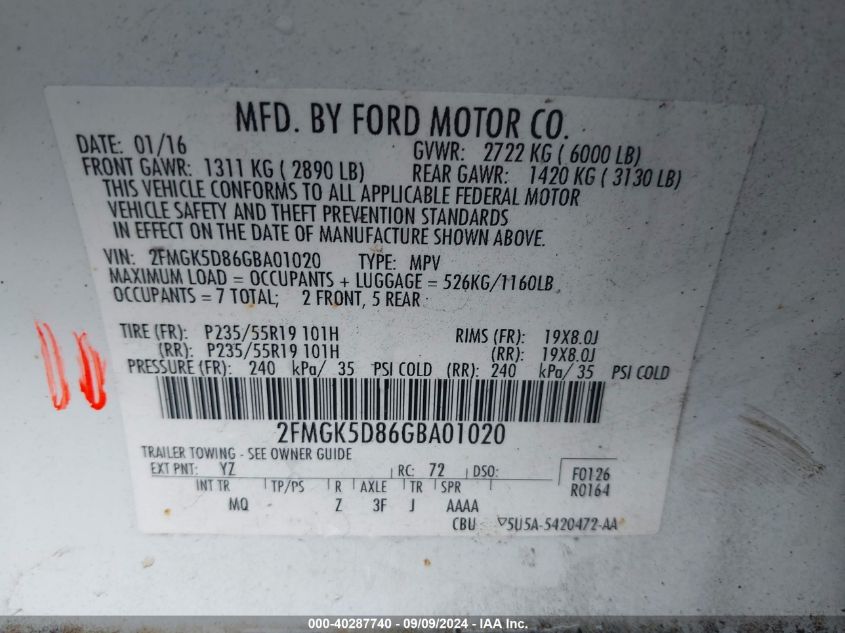 MFD. BY FORD MOTOR CO.
DATE: 01/16 GVWR: 2722 KG ( 6000 LB)
FRONT GAWR: 1311 KG ( 2890 LB) REAR GAWR: 1420 KG ( 3130 LB)
THIS VEHICLE CONFORMS TO ALL APPLICABLE FEDERAL MOTOR
VEHICLE SAFETY AND THEFT PREVENTION STANDARDS
IN EFFECT ON THE DATE OF MANUFACTURE SHOWN ABOVE.
VIN: 2FMGK5D86GBA01020 TYPE: MPV
MAXIMUM LOAD = OCCUPANTS + LUGGAGE = 526KG/1160LB
OCCUPANTS = 7 TOTAL; 2 FRONT, 5 REAR
TIRE (FR): P235/55R19 101H RIMS (FR): 19X8.0J
(RR): P235/55R19 101H (RR): 19X8.0J
PRESSURE (FR): 240 kPa/ 35 PSI COLD (RR): 240 kPa/ 35 PSI COLD
2FMGK5D86GBA01020
TRAILER TOWING - SEE OWNER GUIDE
EXT PNT: YZ RC: 72 DSO: F0126
INT TR TP/PS R AXLE TR SPR R0164
MQ Z 3F J AAAA
CBU ▽5U5A-5420472-AA
000-40287740 - 09/09/2024 - IAA Inc.